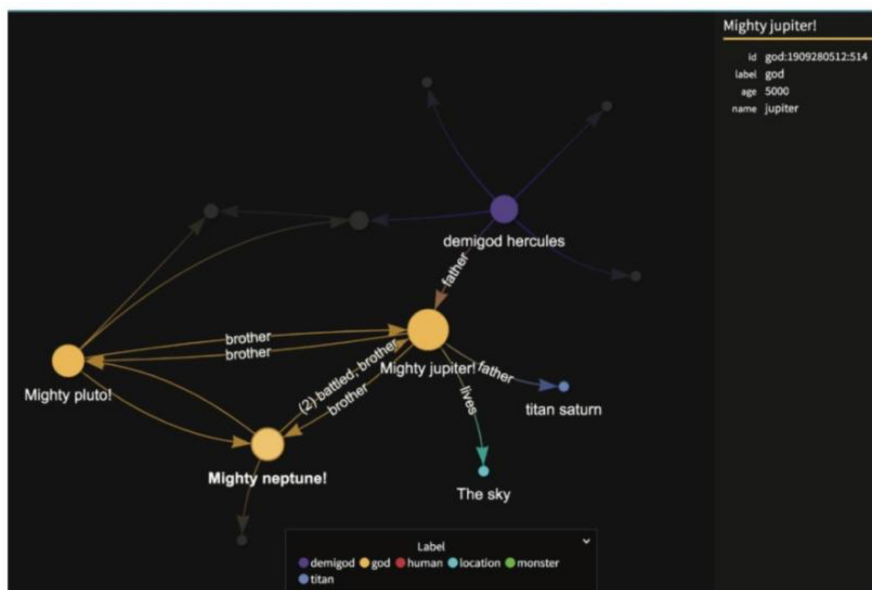 Mighty jupiter!
id god:1909280512:514
label god
age 5000
name jupiter
demigod hercules
father
brother
brother
Mighty jupiter!
father
(2)-battled, brother
brother
lives
Mighty pluto!
titan saturn
Mighty neptune!
The sky
Label
demigod god human location monster
titan